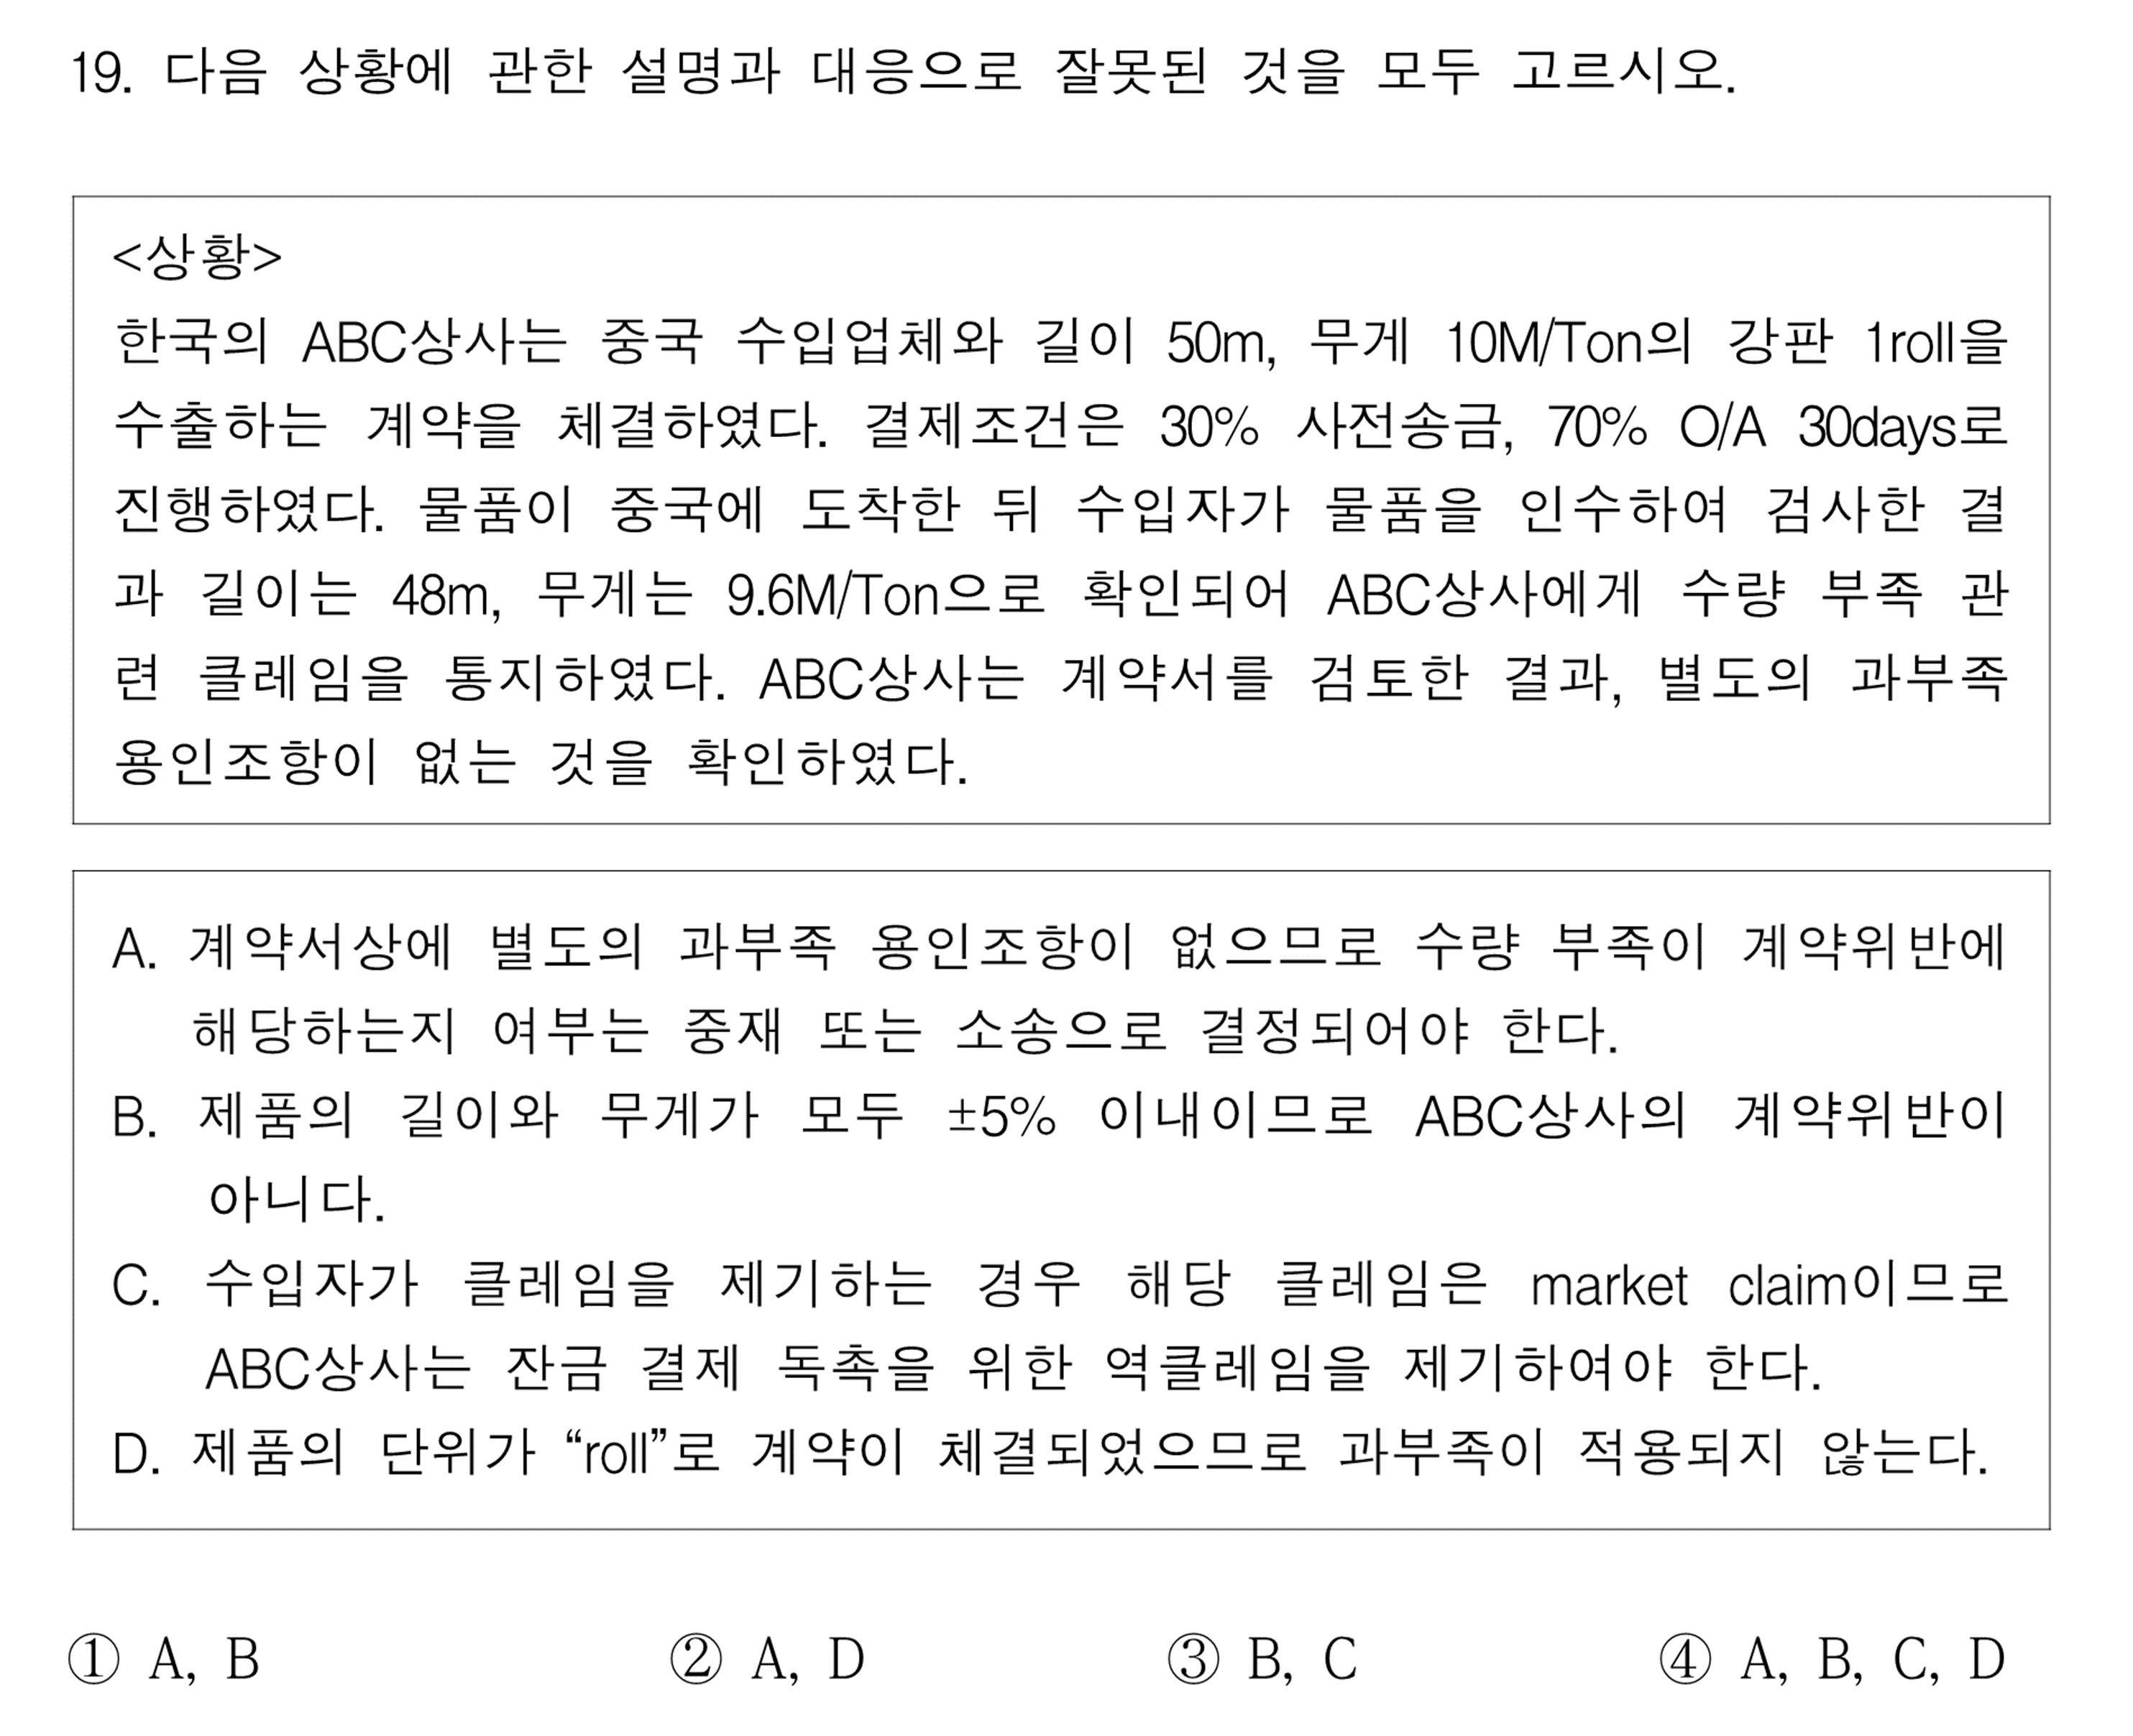 19. 다음 상황에 관한 설명과 대응으로 잘못된 것을 모두 고르시오.
<상황>
한국의 ABC상사는 중국 수입업체와 길이 50m, 무게 10M/Ton의 강판 1roll을
수출하는 계약을 체결하였다. 결제조건은 30% 사전송금, 70% O/A 30days로
진행하였다. 물품이 중국에 도착한 뒤 수입자가 물품을 인수하여 검사한 결
과 길이는 48m, 무게는 9.6M/Ton으로 확인되어 ABC상사에게 수량 부족 관
련 클레임을 통지하였다. ABC상사는 계약서를 검토한 결과, 별도의 과부족
용인조항이 없는 것을 확인하였다.
A. 계약서상에 별도의 과부족 용인조항이 없으므로 수량 부족이 계약위반에
해당하는지 여부는 중재 또는 소송으로 결정되어야 한다.
B. 제품의 길이와 무게가 모두 ±5% 이내이므로 ABC상사의 계약위반이
아니다.
C. 수입자가 클레임을 제기하는 경우 해당 클레임은 market claim이므로
ABC상사는 잔금 결제 독촉을 위한 역클레임을 제기하여야 한다.
D. 제품의 단위가 “roll”로 계약이 체결되었으므로 과부족이 적용되지 않는다.
① A, B ② A, D ③ B, C ④ A, B, C, D